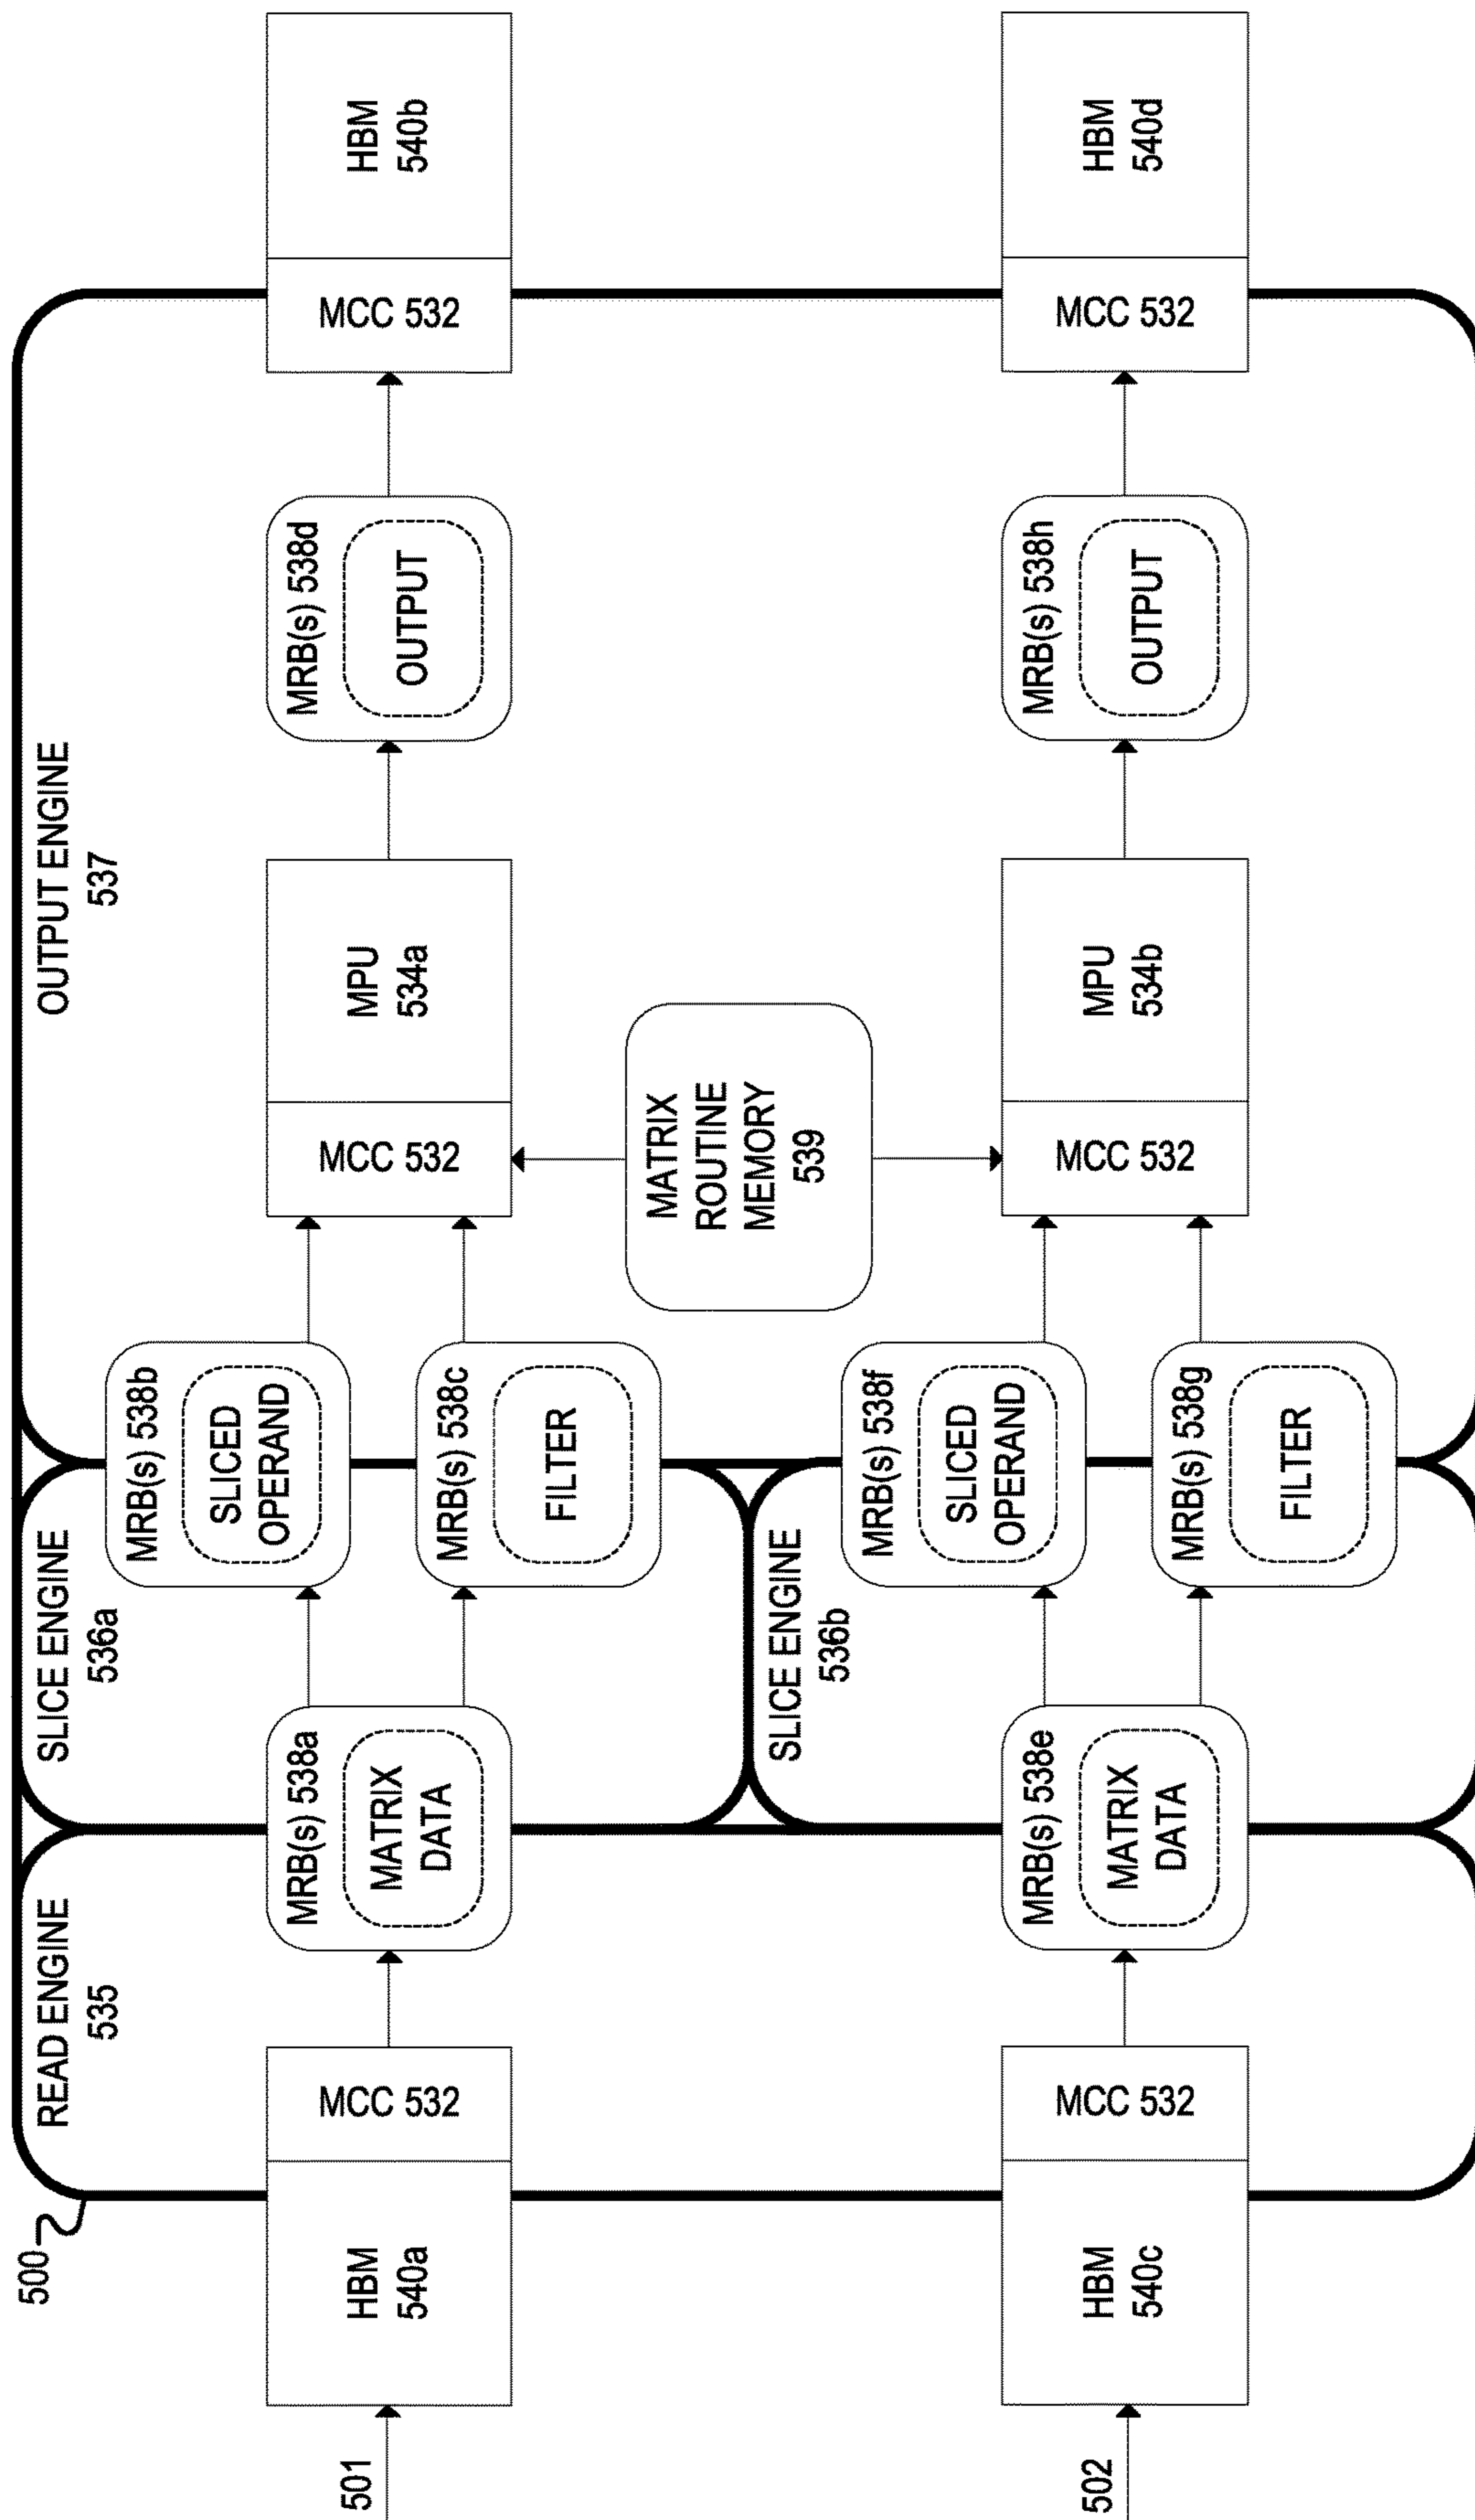 500
READ ENGINE
535
SLICE ENGINE
536a
OUTPUT ENGINE
537
501
HBM
540a
MCC 532
MRB(s) 538a
MATRIX
DATA
MRB(s) 538b
SLICED
OPERAND
MRB(s) 538c
FILTER
MCC 532
MPU
534a
MRB(s) 538d
OUTPUT
MCC 532
HBM
540b
MATRIX
ROUTINE
MEMORY
539
SLICE ENGINE
536b
502
HBM
540c
MCC 532
MRB(s) 538e
MATRIX
DATA
MRB(s) 538f
SLICED
OPERAND
MRB(s) 538g
FILTER
MCC 532
MPU
534b
MRB(s) 538h
OUTPUT
MCC 532
HBM
540d